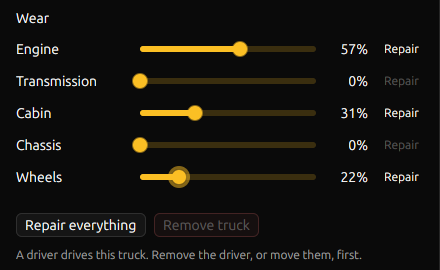 Wear
Engine 57% Repair
Transmission 0% Repair
Cabin 31% Repair
Chassis 0% Repair
Wheels 22% Repair
Repair everything Remove truck
A driver drives this truck. Remove the driver, or move them, first.